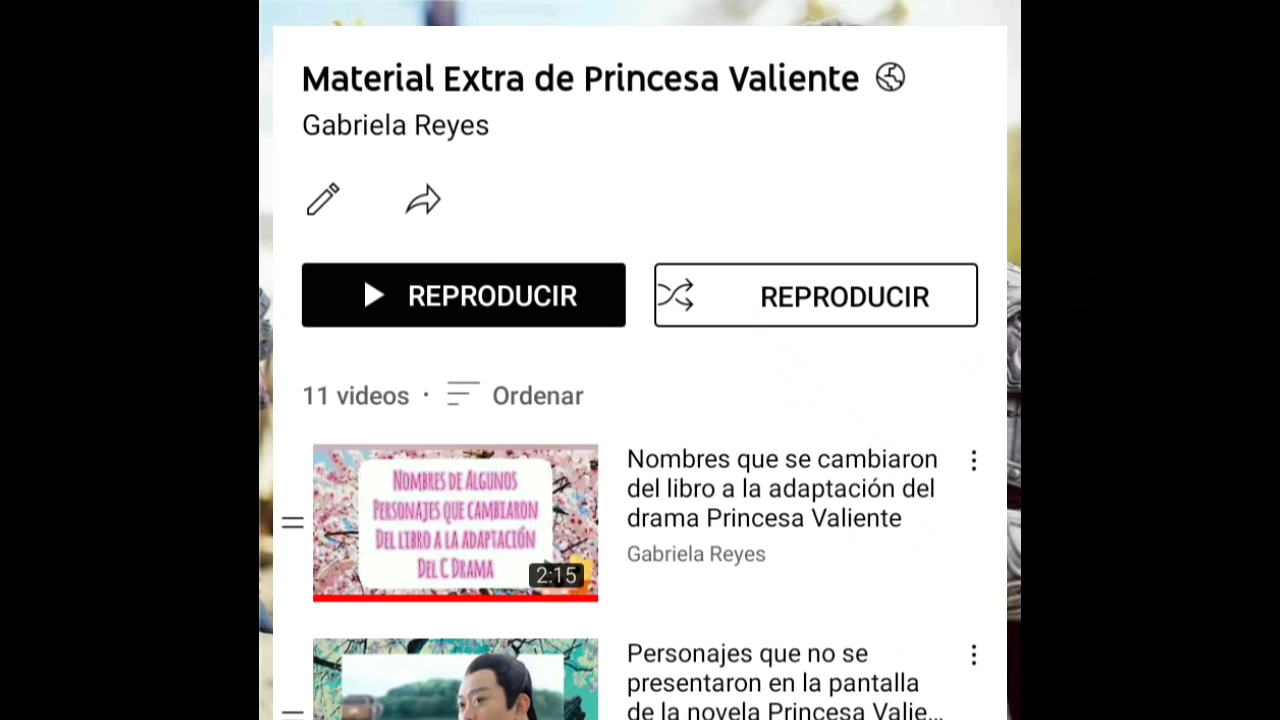 Material Extra de Princesa Valiente
Gabriela Reyes
REPRODUCIR
REPRODUCIR
11 videos · Ordenar
NOMBRES DE ALGUNOS
PERSONAJES QUE CAMBIARON
DEL LIBRO A LA ADAPTACIÓN
DEL C DRAMA
2:15
Nombres que se cambiaron
del libro a la adaptación del
drama Princesa Valiente
Gabriela Reyes
Personajes que no se
presentaron en la pantalla
de la novela Princesa Valie...